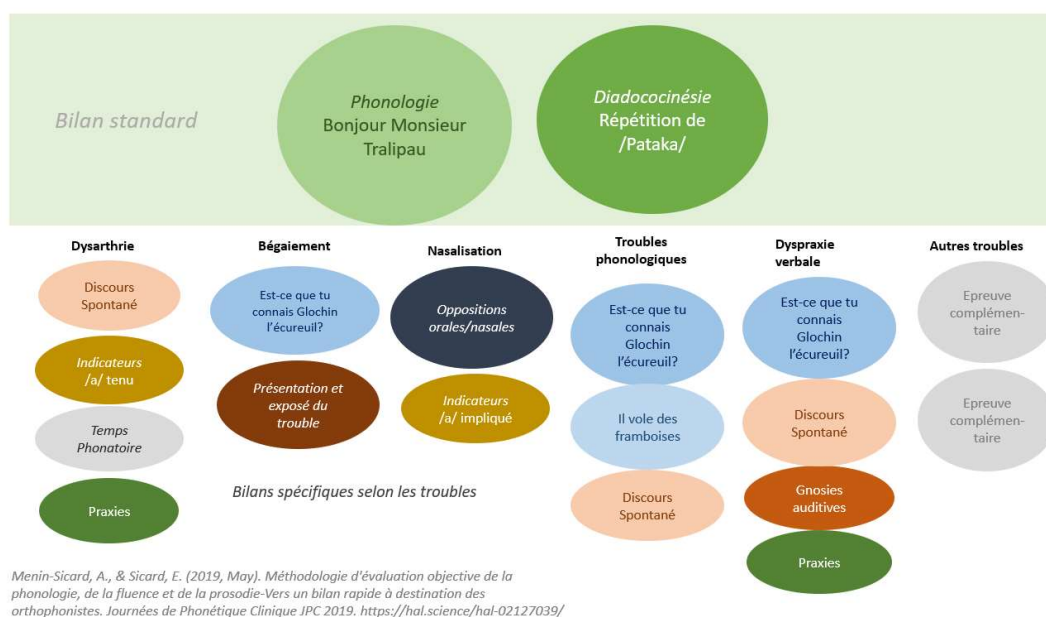 Bilan standard
Phonologie
Bonjour Monsieur
Tralipau
Diadococinésie
Répétition de
/Pataka/
Dysarthrie
Discours
Spontané
Indicateurs
/a/ tenu
Temps
Phonatoire
Praxies
Bégaiement
Est-ce que tu
connais Glochin
l'écureuil?
Présentation et
exposé du
trouble
Nasalisation
Oppositions
orales/nasales
Indicateurs
/a/ impliqué
Troubles
phonologiques
Est-ce que tu
connais
Glochin
l'écureuil?
Il vole des
framboises
Discours
Spontané
Dyspraxie
verbale
Est-ce que tu
connais
Glochin
l'écureuil?
Discours
Spontané
Gnosies
auditives
Praxies
Autres troubles
Epreuve
complémen-
taire
Epreuve
complémen-
taire
Bilans spécifiques selon les troubles
Menin-Sicard, A., & Sicard, E. (2019, May). Méthodologie d'évaluation objective de la
phonologie, de la fluence et de la prosodie-Vers un bilan rapide à destination des
orthophonistes. Journées de Phonétique Clinique JPC 2019. https://hal.science/hal-02127039/